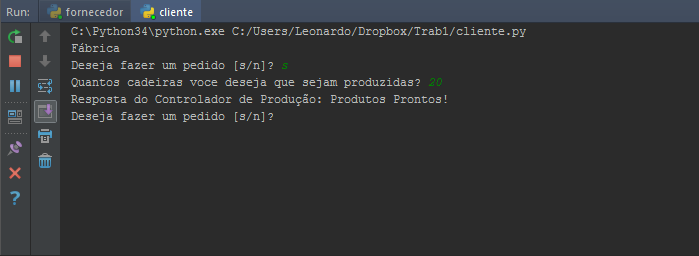 Run: fornecedor cliente
C:\Python34\python.exe C:/Users/Leonardo/Dropbox/Trab1/cliente.py
Fábrica
Deseja fazer um pedido [s/n]? s
Quantos cadeiras voce deseja que sejam produzidas? 20
Resposta do Controlador de Produção: Produtos Prontos!
Deseja fazer um pedido [s/n]?